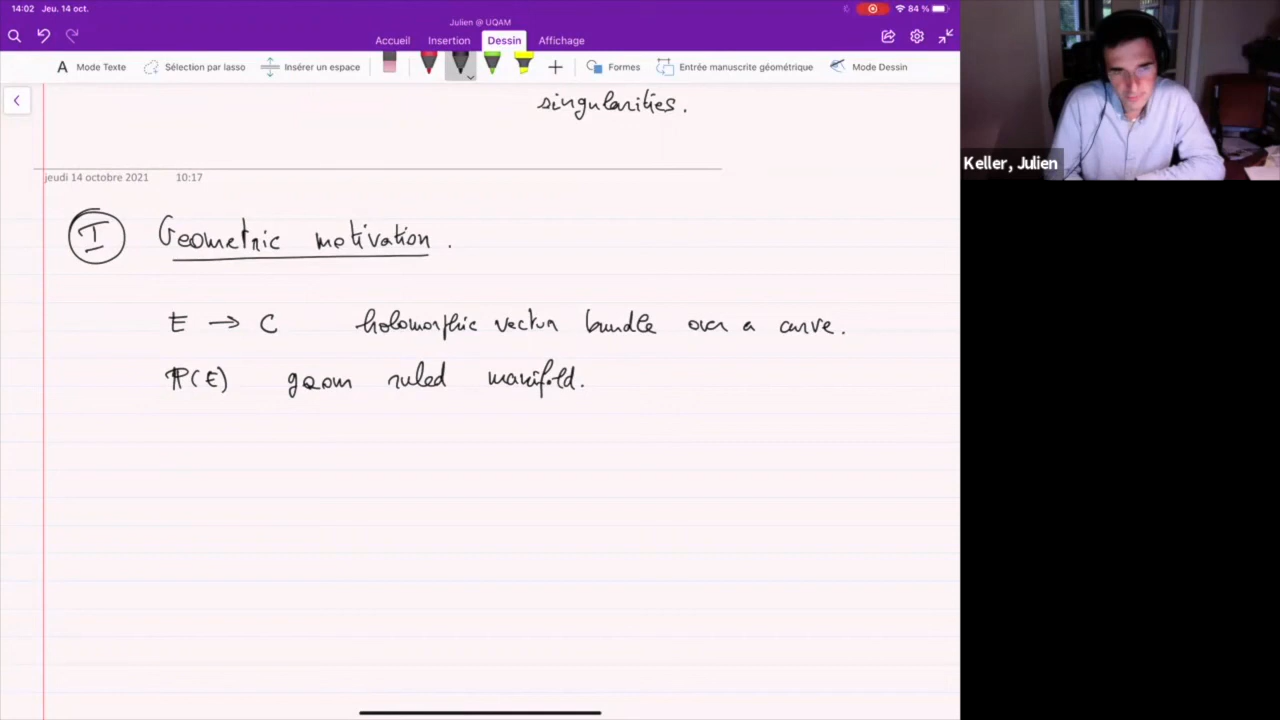 14:02 Jeu. 14 oct.
84 %
Julien @ UQAM
Accueil Insertion Dessin Affichage
A Mode Texte Sélection par lasso Insérer un espace Formes Entrée manuscrite géométrique Mode Dessin
singularities.
Keller, Julien
jeudi 14 octobre 2021 10:17
I Geometric motivation.
E → C holomorphic vector bundle over a curve.
ℙ(E) geom ruled manifold.